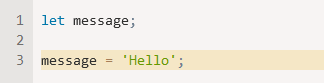 1 let message;
2
3 message = 'Hello';